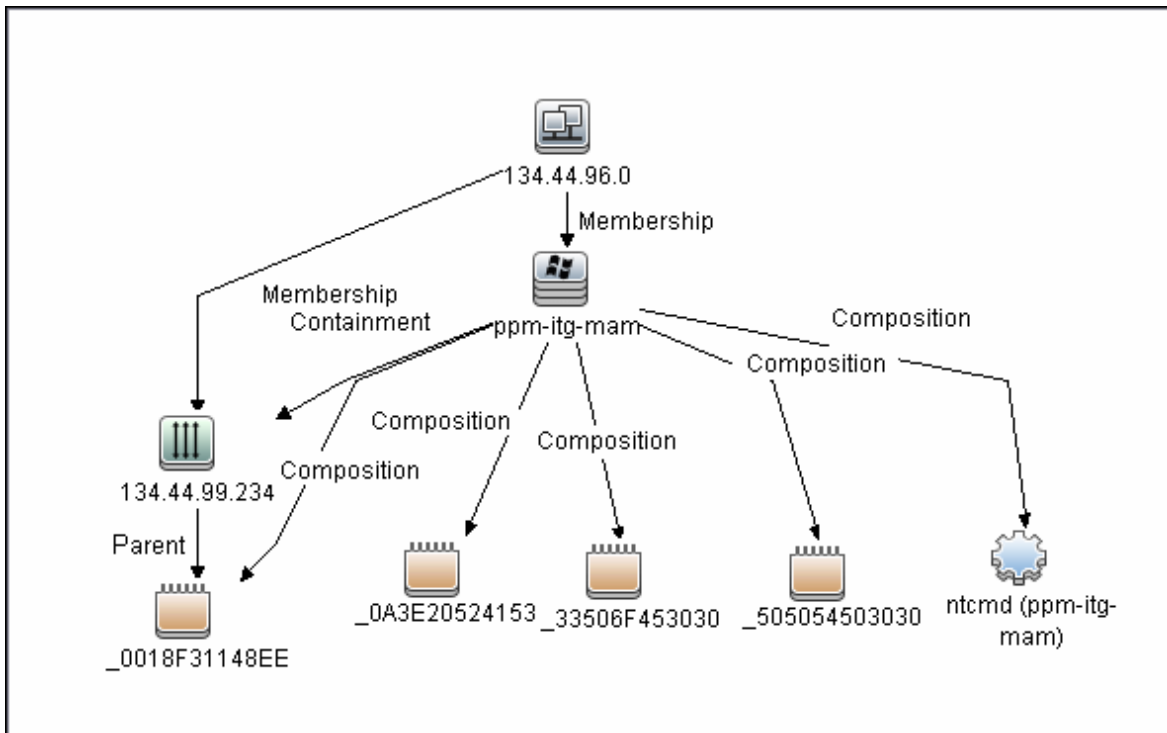 134.44.96.0
Membership
ppm-itg-mam
Membership
Containment
Composition
Composition
Composition
Composition
Composition
134.44.99.234
Parent
_0018F31148EE
_0A3E20524153
_33506F453030
_505054503030
ntcmd (ppm-itg-
mam)